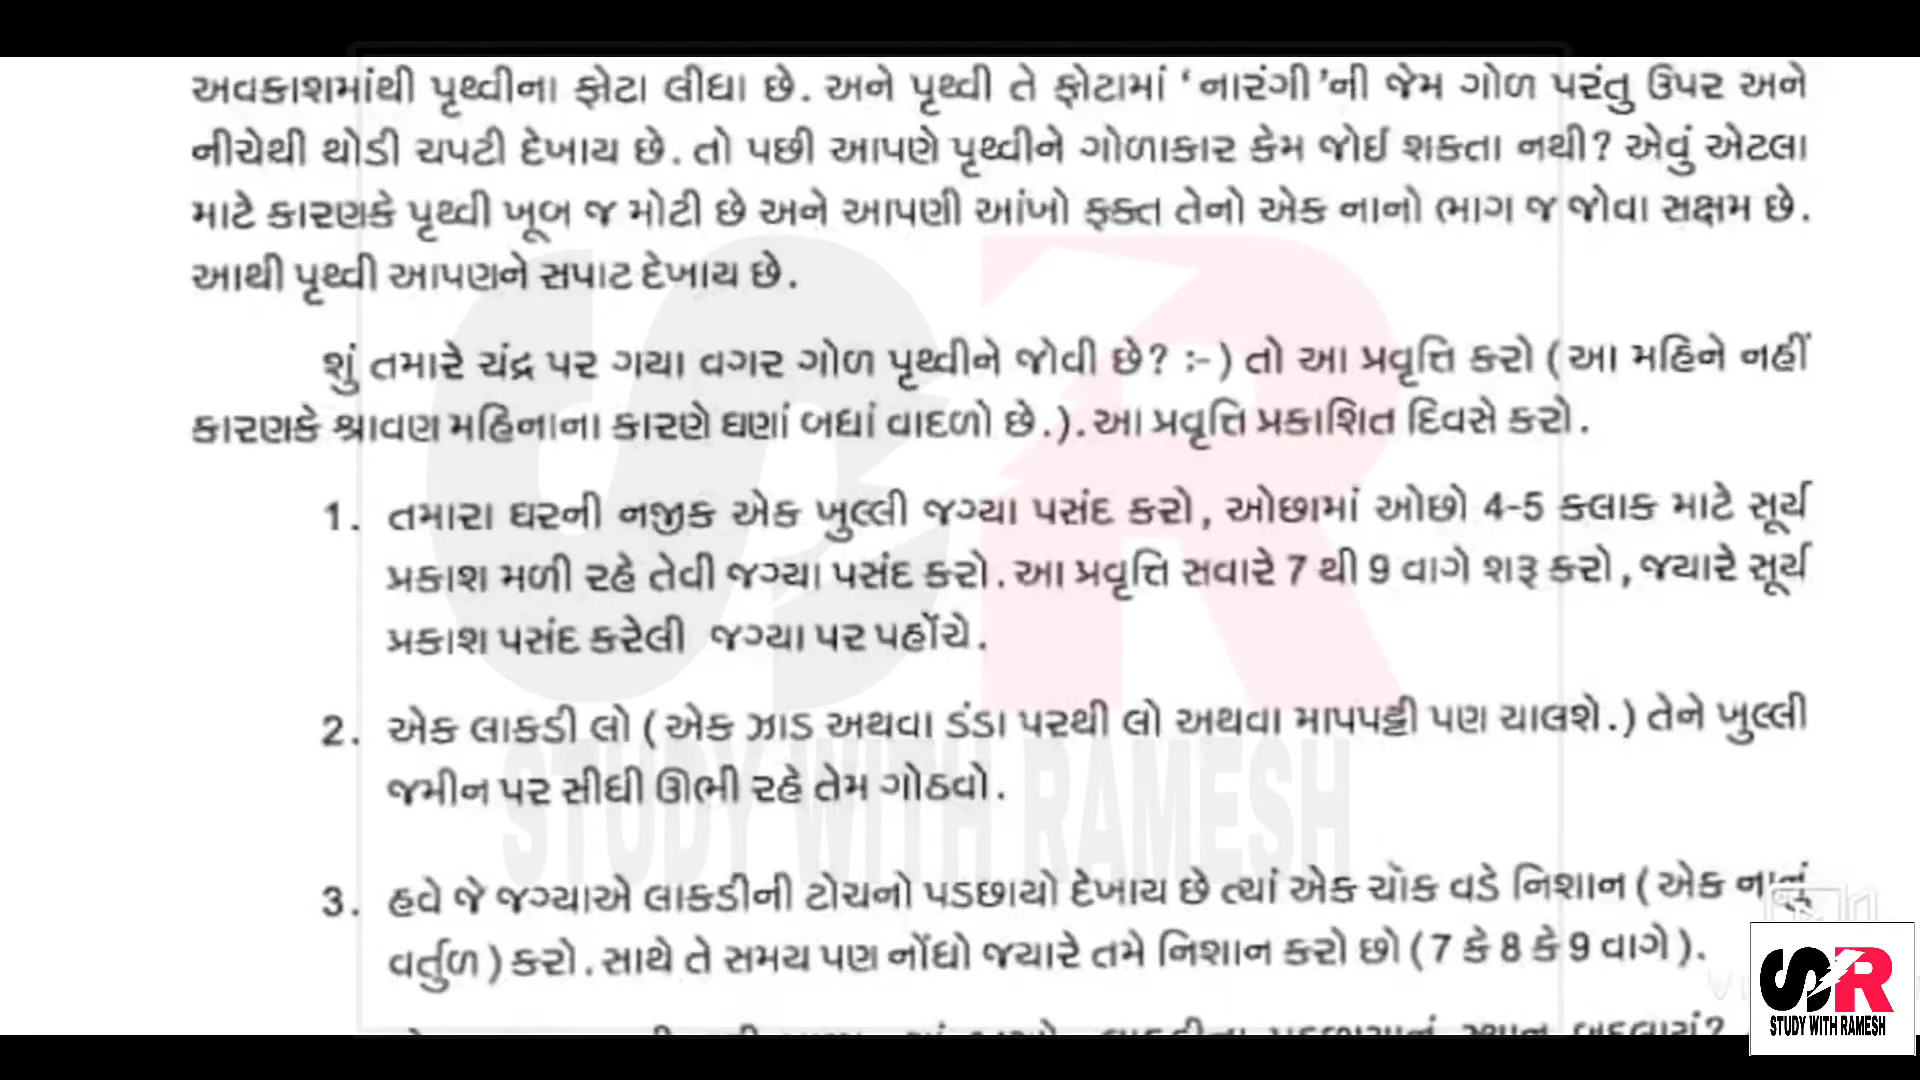 અવકાશમાંથી પૃથ્વીના ફોટા લીધા છે. અને પૃથ્વી તે ફોટામાં ‘નારંગી’ની જેમ ગોળ પરંતુ ઉપર અને
નીચેથી થોડી ચપટી દેખાય છે. તો પછી આપણે પૃથ્વીને ગોળાકાર કેમ જોઈ શકતા નથી? એવું એટલા
માટે કારણકે પૃથ્વી ખૂબ જ મોટી છે અને આપણી આંખો ફક્ત તેનો એક નાનો ભાગ જ જોવા સક્ષમ છે.
આથી પૃથ્વી આપણને સપાટ દેખાય છે.
શું તમારે ચંદ્ર પર ગયા વગર ગોળ પૃથ્વીને જોવી છે? :-) તો આ પ્રવૃત્તિ કરો (આ મહિને નહીં
કારણકે શ્રાવણ મહિનાના કારણે ઘણાં બધાં વાદળો છે.). આ પ્રવૃત્તિ પ્રકાશિત દિવસે કરો.
1. તમારા ઘરની નજીક એક ખુલ્લી જગ્યા પસંદ કરો, ઓછામાં ઓછો 4-5 કલાક માટે સૂર્ય
પ્રકાશ મળી રહે તેવી જગ્યા પસંદ કરો. આ પ્રવૃત્તિ સવારે 7 થી 9 વાગે શરૂ કરો, જ્યારે સૂર્ય
પ્રકાશ પસંદ કરેલી જગ્યા પર પહોંચે.
2. એક લાકડી લો (એક ઝાડ અથવા ડંડા પરથી લો અથવા માપપટ્ટી પણ ચાલશે.) તેને ખુલ્લી
જમીન પર સીધી ઊભી રહે તેમ ગોઠવો.
3. હવે જે જગ્યાએ લાકડીની ટોચનો પડછાયો દેખાય છે ત્યાં એક ચૉક વડે નિશાન (એક નાનું
વર્તુળ) કરો. સાથે તે સમય પણ નોંધો જ્યારે તમે નિશાન કરો છો (7 કે 8 કે 9 વાગે).
SR
STUDY WITH RAMESH
SR
STUDY WITH RAMESH